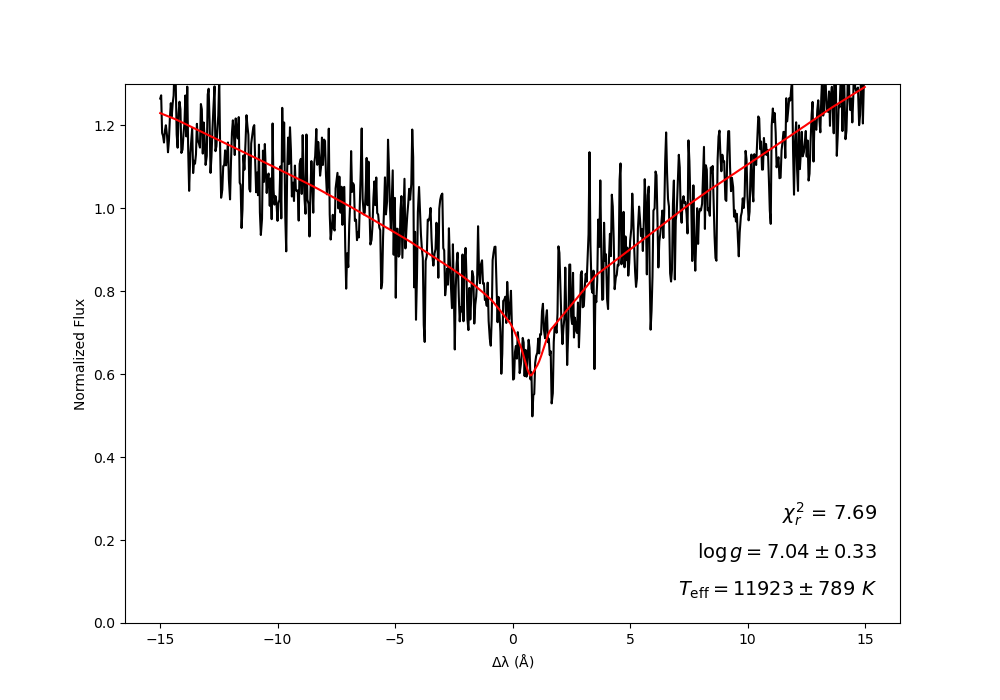 1.2
1.0
0.8
0.6
0.4
0.2
0.0
Normalized Flux
χ²ᵣ = 7.69
log g = 7.04 ± 0.33
T_eff = 11923 ± 789 K
−15 −10 −5 0 5 10 15
Δλ (Å)